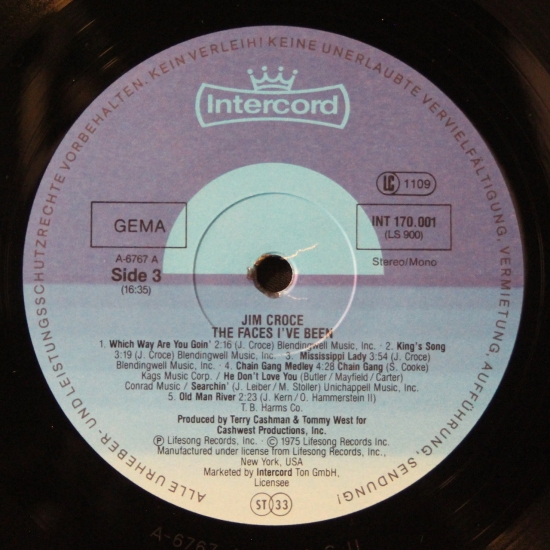 ALLE URHEBER- UND LEISTUNGSSCHUTZRECHTE VORBEHALTEN. KEIN VERLEIH! KEINE UNERLAUBTE VERVIELFÄLTIGUNG, VERMIETUNG, AUFFÜHRUNG, SENDUNG!
Intercord
LC 1109
GEMA
INT 170.001
(LS 900)
A-6767 A
Side 3
(16:35)
Stereo/Mono
JIM CROCE
THE FACES I'VE BEEN
1. Which Way Are You Goin' 2:16 (J. Croce) Blendingwell Music, Inc. · 2. King's Song
3:19 (J. Croce) Blendingwell Music, Inc. · 3. Mississippi Lady 3:54 (J. Croce)
Blendingwell Music, Inc. · 4. Chain Gang Medley 4:28 Chain Gang (S. Cooke)
Kags Music Corp. / He Don't Love You (Butler / Mayfield / Carter)
Conrad Music / Searchin' (J. Leiber / M. Stoller) Unichappell Music, Inc.
5. Old Man River 2:23 (J. Kern / O. Hammerstein II)
T. B. Harms Co.
Produced by Terry Cashman & Tommy West for
Cashwest Productions, Inc.
Ⓟ Lifesong Records, Inc. · © 1975 Lifesong Records Inc.
Manufactured under license from Lifesong Records, Inc.,
New York, USA
Marketed by Intercord Ton GmbH.
Licensee
ST 33